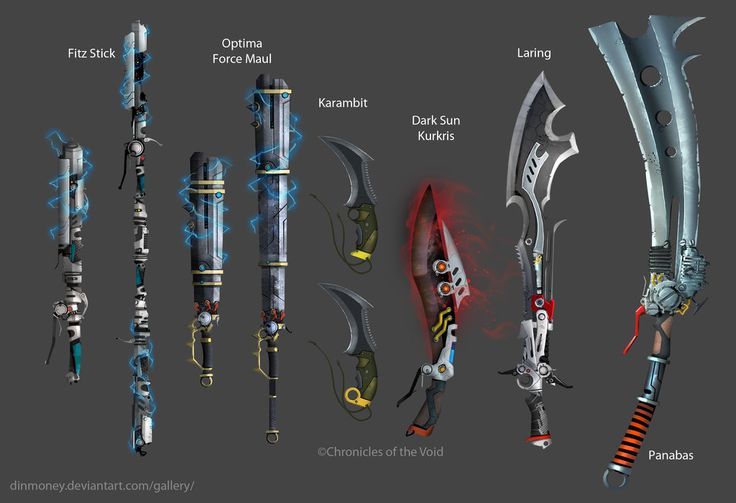 Fitz Stick
Optima
Force Maul
Karambit
Dark Sun
Kurkris
Laring
Panabas
©Chronicles of the Void
dinmoney.deviantart.com/gallery/